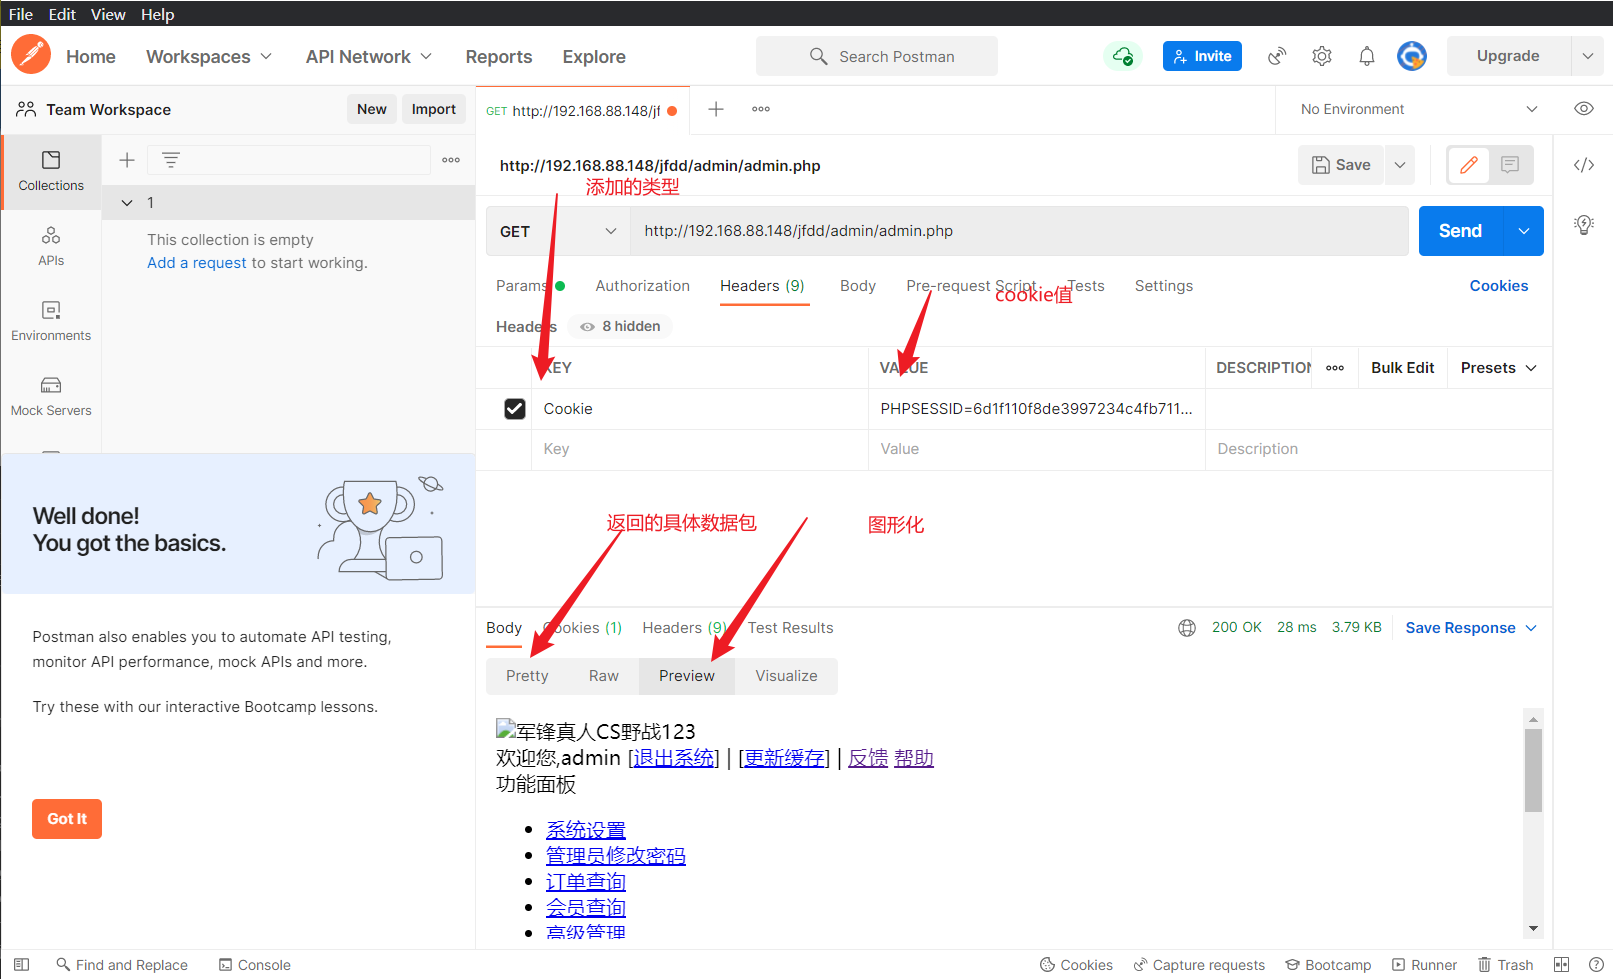 File Edit View Help
Home Workspaces API Network Reports Explore Search Postman Invite Upgrade
Team Workspace New Import GET http://192.168.88.148/jf No Environment
http://192.168.88.148/jfdd/admin/admin.php Save
添加的类型
Collections
1
GET http://192.168.88.148/jfdd/admin/admin.php Send
This collection is empty
Add a request to start working.
APIs
Params Authorization Headers (9) Body Pre-request Script Tests Settings Cookies
cookie值
Headers 8 hidden
Environments
KEY VALUE DESCRIPTION Bulk Edit Presets
Mock Servers
Cookie PHPSESSID=6d1f110f8de3997234c4fb711...
Key Value Description
Well done!
You got the basics.
返回的具体数据包 图形化
Body Cookies (1) Headers (9) Test Results 200 OK 28 ms 3.79 KB Save Response
Postman also enables you to automate API testing,
monitor API performance, mock APIs and more.
Pretty Raw Preview Visualize
Try these with our interactive Bootcamp lessons.
军锋真人CS野战123
欢迎您,admin [退出系统] | [更新缓存] | 反馈 帮助
功能面板
Got It
系统设置
管理员修改密码
订单查询
会员查询
高级管理
Find and Replace Console Cookies Capture requests Bootcamp Runner Trash